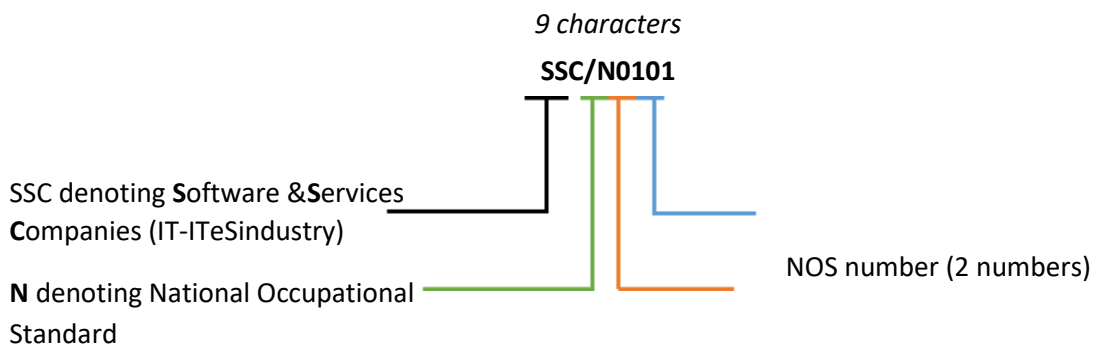 9 characters
SSC/N0101
SSC denoting Software &Services
Companies (IT-ITeSindustry)
NOS number (2 numbers)
N denoting National Occupational
Standard